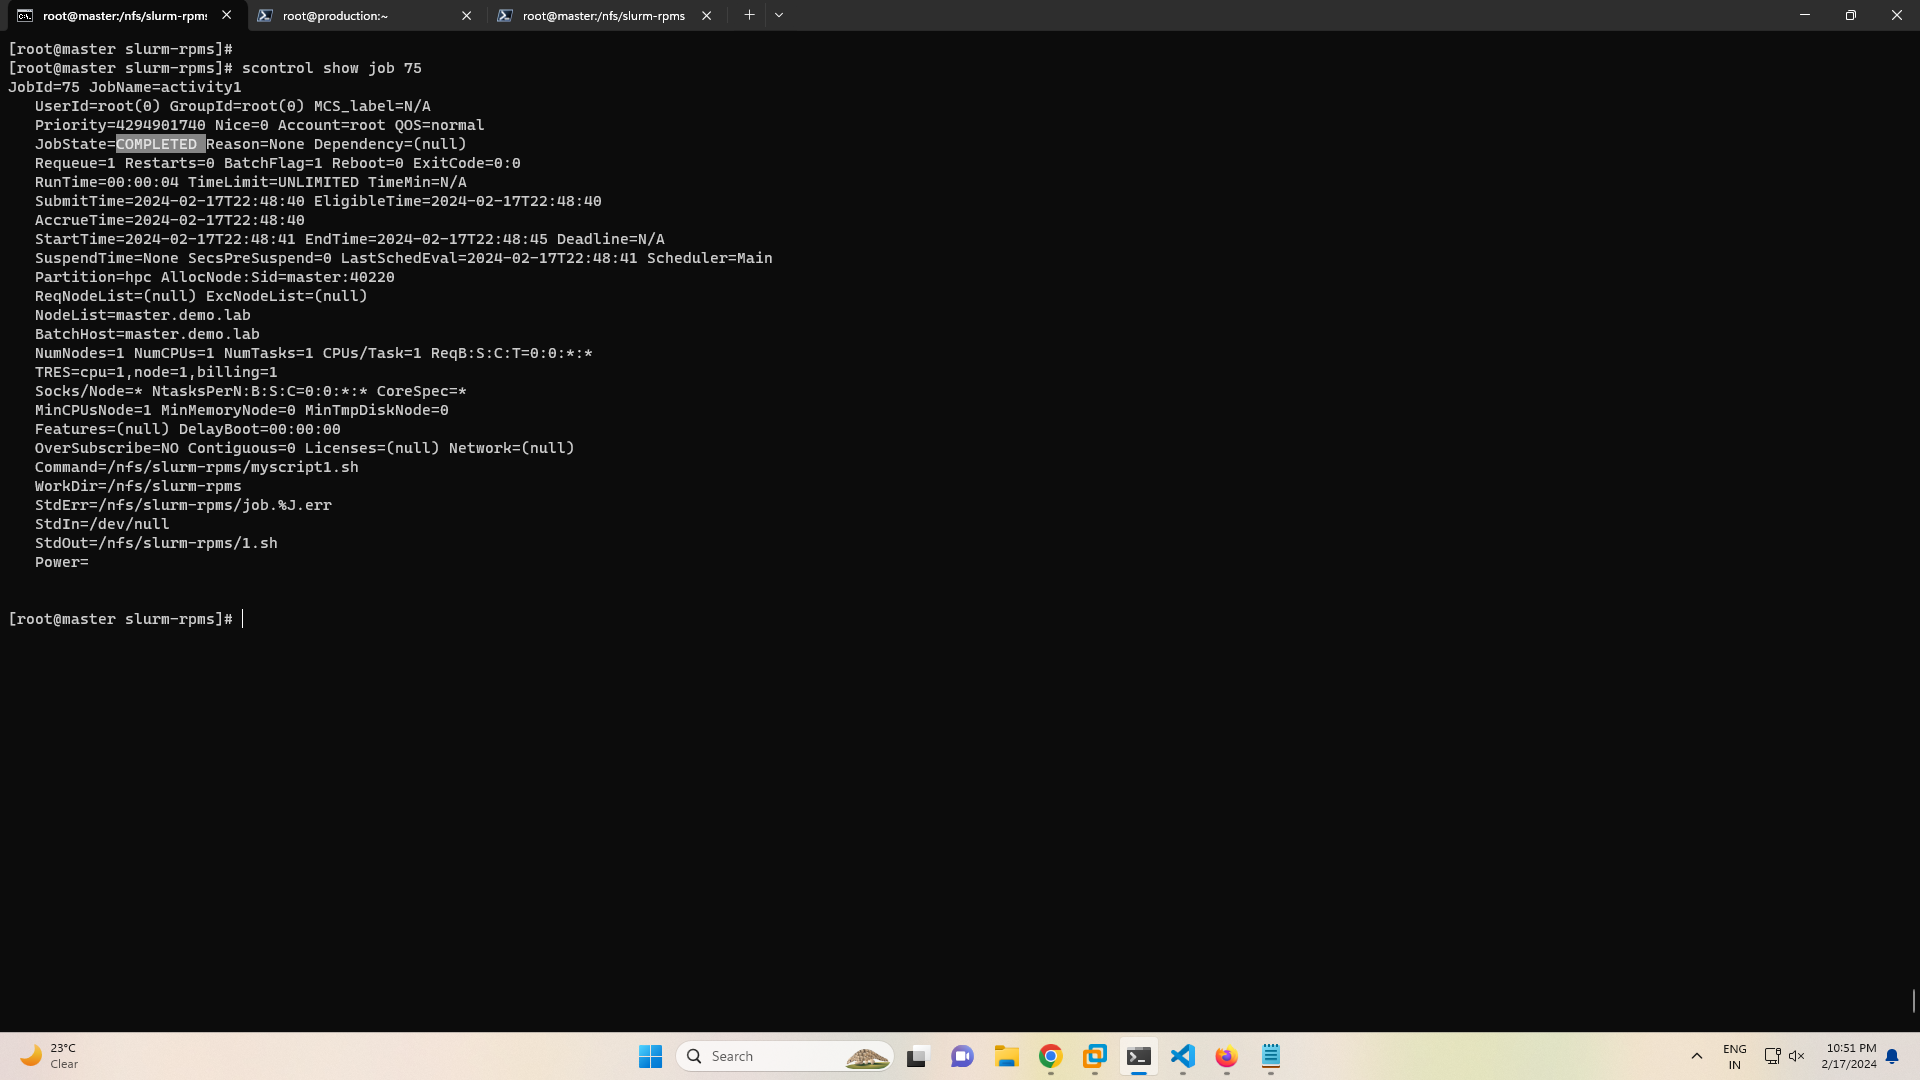 root@master:/nfs/slurm-rpms
root@production:~
root@master:/nfs/slurm-rpms
[root@master slurm-rpms]#
[root@master slurm-rpms]# scontrol show job 75
JobId=75 JobName=activity1
UserId=root(0) GroupId=root(0) MCS_label=N/A
Priority=4294901740 Nice=0 Account=root QOS=normal
JobState=COMPLETED Reason=None Dependency=(null)
Requeue=1 Restarts=0 BatchFlag=1 Reboot=0 ExitCode=0:0
RunTime=00:00:04 TimeLimit=UNLIMITED TimeMin=N/A
SubmitTime=2024-02-17T22:48:40 EligibleTime=2024-02-17T22:48:40
AccrueTime=2024-02-17T22:48:40
StartTime=2024-02-17T22:48:41 EndTime=2024-02-17T22:48:45 Deadline=N/A
SuspendTime=None SecsPreSuspend=0 LastSchedEval=2024-02-17T22:48:41 Scheduler=Main
Partition=hpc AllocNode:Sid=master:40220
ReqNodeList=(null) ExcNodeList=(null)
NodeList=master.demo.lab
BatchHost=master.demo.lab
NumNodes=1 NumCPUs=1 NumTasks=1 CPUs/Task=1 ReqB:S:C:T=0:0:*:*
TRES=cpu=1,node=1,billing=1
Socks/Node=* NtasksPerN:B:S:C=0:0:*:* CoreSpec=*
MinCPUsNode=1 MinMemoryNode=0 MinTmpDiskNode=0
Features=(null) DelayBoot=00:00:00
OverSubscribe=NO Contiguous=0 Licenses=(null) Network=(null)
Command=/nfs/slurm-rpms/myscript1.sh
WorkDir=/nfs/slurm-rpms
StdErr=/nfs/slurm-rpms/job.%J.err
StdIn=/dev/null
StdOut=/nfs/slurm-rpms/1.sh
Power=
[root@master slurm-rpms]#
23°C
Clear
Search
ENG
IN
10:51 PM
2/17/2024